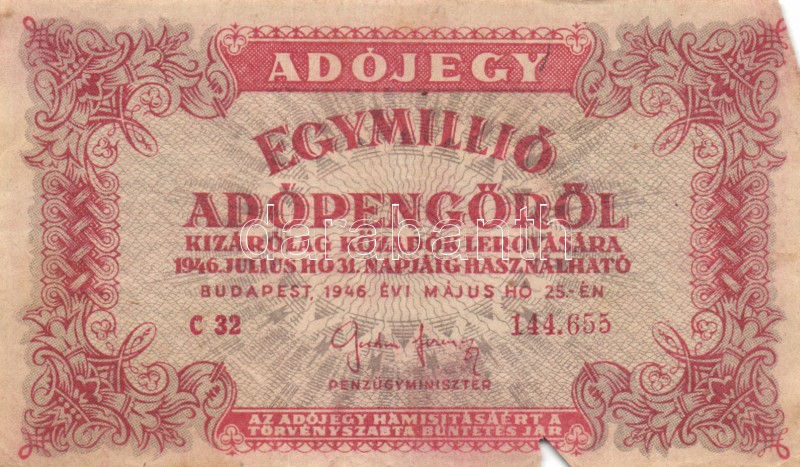 ADÓJEGY
EGYMILLIÓ
ADÓPENGŐRŐL
KIZÁRÓLAG KÖZADÓK LEROVÁSÁRA
1946. JULIUS HÓ 31. NAPJÁIG HASZNÁLHATÓ
BUDAPEST, 1946. ÉVI MÁJUS HÓ 25.-ÉN
C 32 144.655
PÉNZÜGYMINISZTER
AZ ADÓJEGY HAMISITÁSÁÉRT A
TÖRVÉNYSZABTA BÜNTETÉS JÁR
darabanth